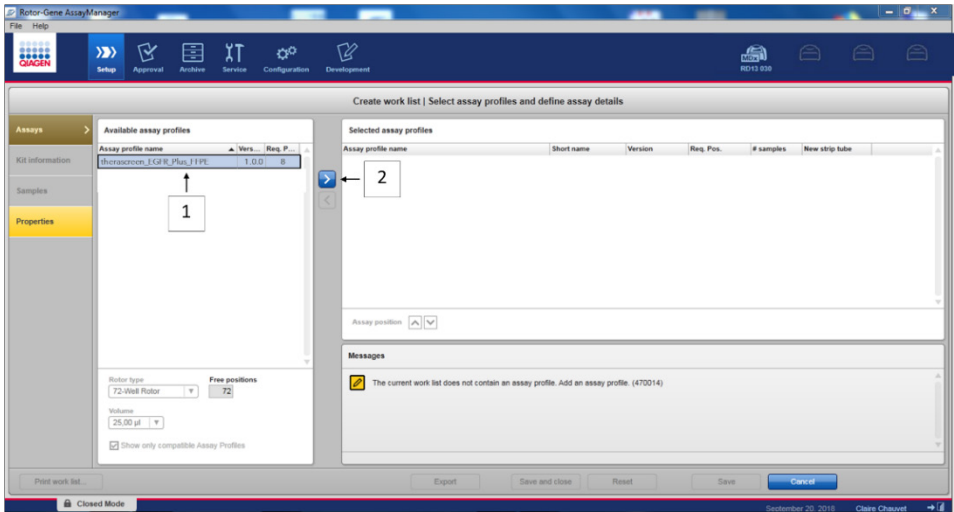 Rotor-Gene AssayManager
File Help
QIAGEN
Setup Approval Archive Service Configuration Development
MDx
RD13 030
Create work list | Select assay profiles and define assay details
Assays
Kit information
Samples
Properties
Available assay profiles
Assay profile name Vers... Req. P...
therascreen_EGFR_Plus_FFPE 1.0.0 8
1
2
Rotor type Free positions
72-Well Rotor 72
Volume
25,00 µl
Show only compatible Assay Profiles
Selected assay profiles
Assay profile name Short name Version Req. Pos. # samples New strip tube
Assay position
Messages
The current work list does not contain an assay profile. Add an assay profile. (470014)
Print work list... Export Save and close Reset Save Cancel
Closed Mode September 20, 2016 Claire Chauvet